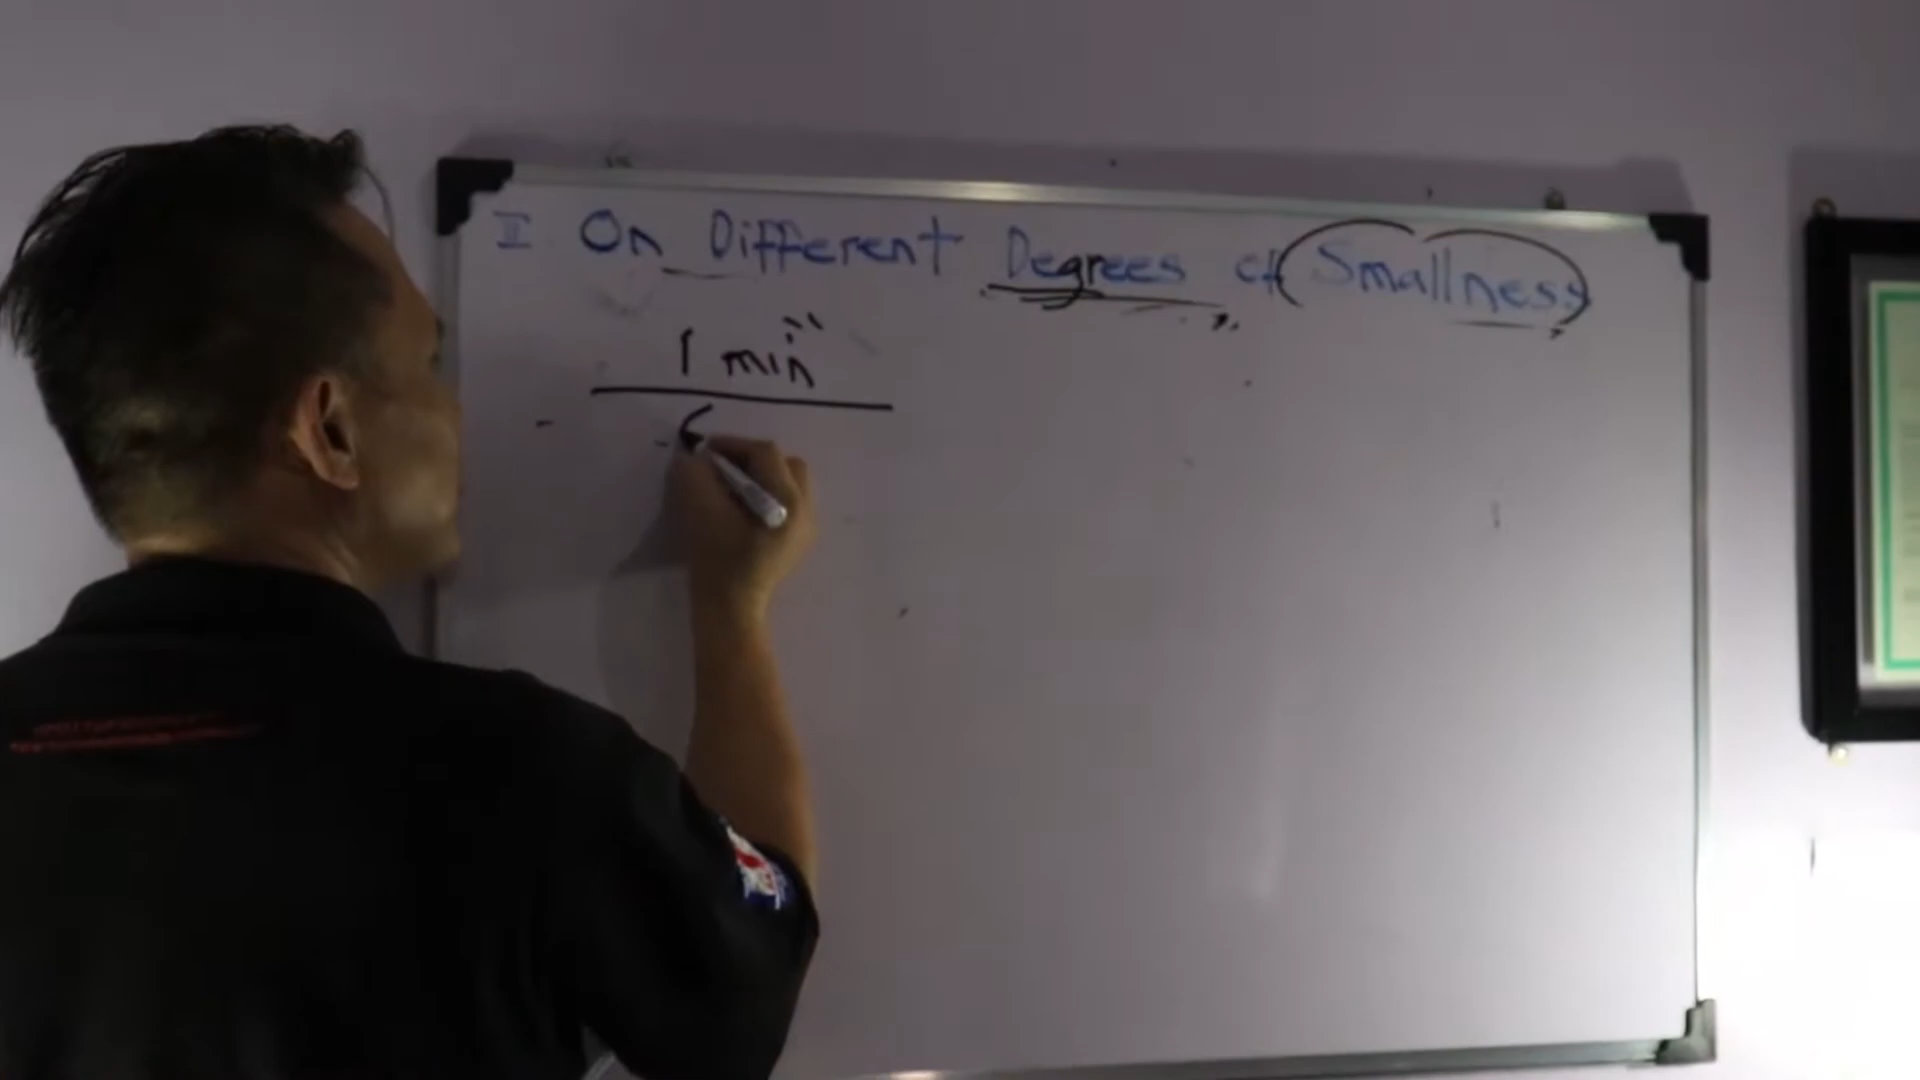 II On Different Degrees of Smallness
1 min
6